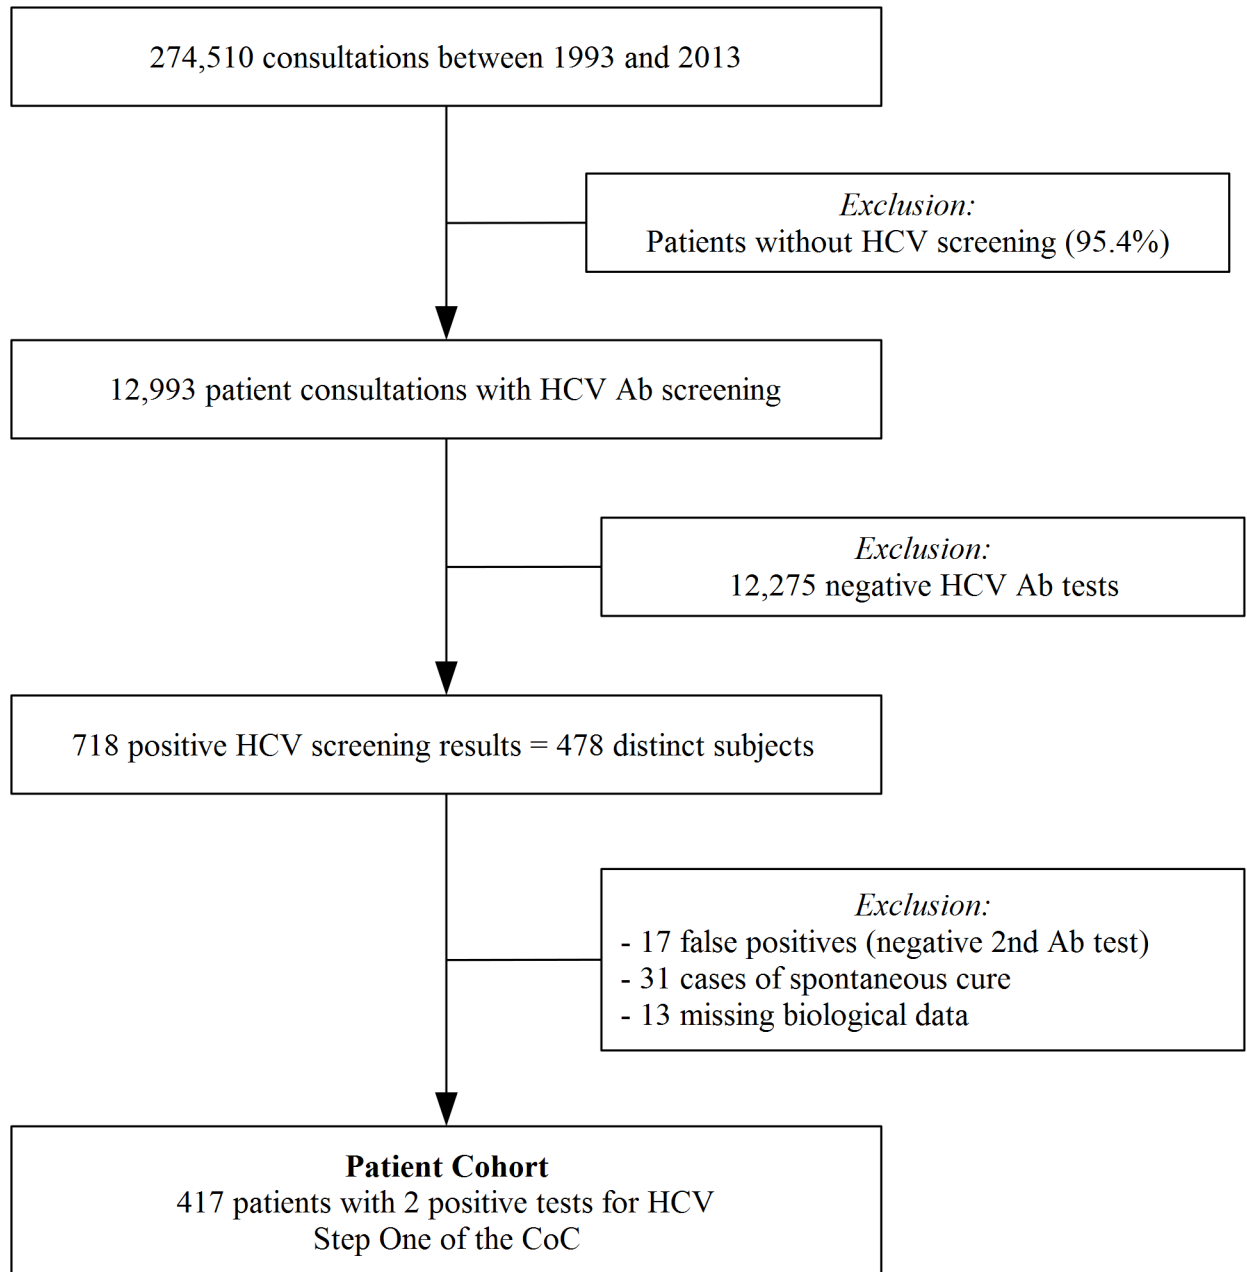 274,510 consultations between 1993 and 2013
Exclusion:
Patients without HCV screening (95.4%)
12,993 patient consultations with HCV Ab screening
Exclusion:
12,275 negative HCV Ab tests
718 positive HCV screening results = 478 distinct subjects
Exclusion:
- 17 false positives (negative 2nd Ab test)
- 31 cases of spontaneous cure
- 13 missing biological data
Patient Cohort
417 patients with 2 positive tests for HCV
Step One of the CoC